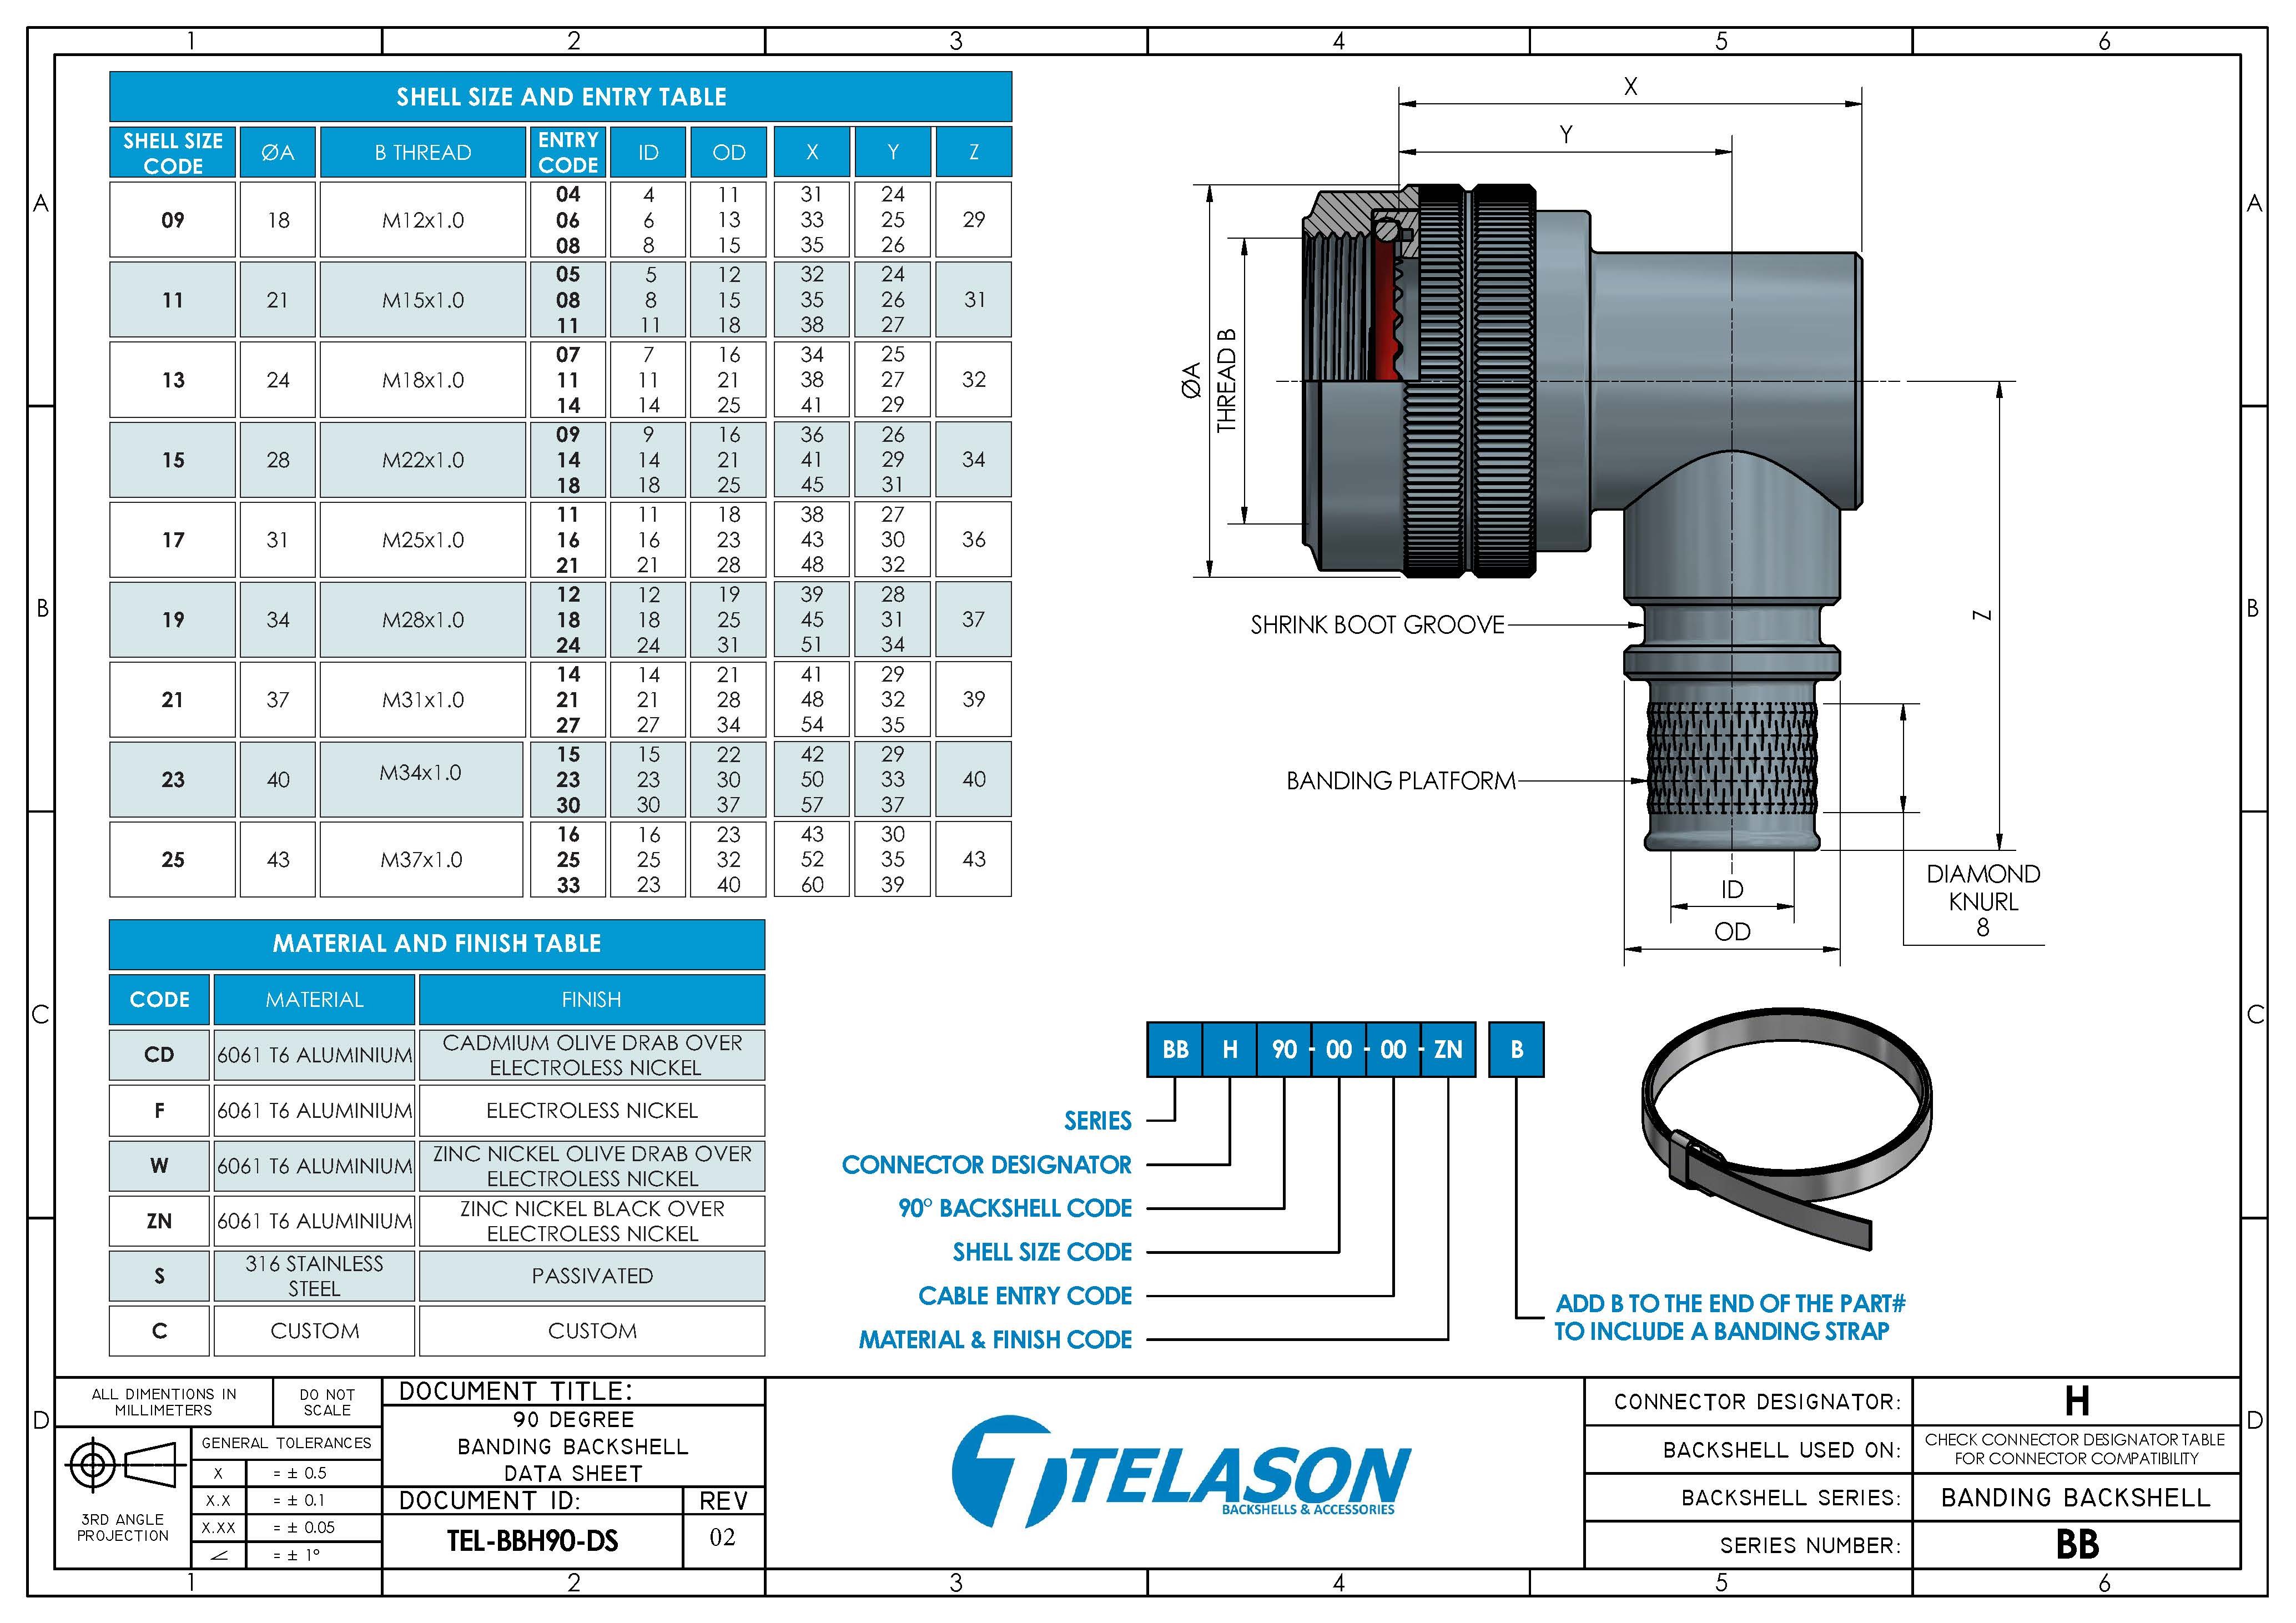 1 2 3 4 5 6
A
B
C
D
SHELL SIZE AND ENTRY TABLE
SHELL SIZE CODE ØA B THREAD ENTRY CODE ID OD X Y Z
04 4 11 31 24
09 18 M12x1.0 06 6 13 33 25 29
08 8 15 35 26
05 5 12 32 24
11 21 M15x1.0 08 8 15 35 26 31
11 11 18 38 27
07 7 16 34 25
13 24 M18x1.0 11 11 21 38 27 32
14 14 25 41 29
09 9 16 36 26
15 28 M22x1.0 14 14 21 41 29 34
18 18 25 45 31
11 11 18 38 27
17 31 M25x1.0 16 16 23 43 30 36
21 21 28 48 32
12 12 19 39 28
19 34 M28x1.0 18 18 25 45 31 37
24 24 31 51 34
14 14 21 41 29
21 37 M31x1.0 21 21 28 48 32 39
27 27 34 54 35
15 15 22 42 29
23 40 M34x1.0 23 23 30 50 33 40
30 30 37 57 37
16 16 23 43 30
25 43 M37x1.0 25 25 32 52 35 43
33 23 40 60 39
X
Y
ØA
THREAD B
Z
SHRINK BOOT GROOVE
BANDING PLATFORM
ID
OD
DIAMOND
KNURL
8
MATERIAL AND FINISH TABLE
CODE MATERIAL FINISH
CD 6061 T6 ALUMINIUM CADMIUM OLIVE DRAB OVER
ELECTROLESS NICKEL
F 6061 T6 ALUMINIUM ELECTROLESS NICKEL
W 6061 T6 ALUMINIUM ZINC NICKEL OLIVE DRAB OVER
ELECTROLESS NICKEL
ZN 6061 T6 ALUMINIUM ZINC NICKEL BLACK OVER
ELECTROLESS NICKEL
S 316 STAINLESS
STEEL PASSIVATED
C CUSTOM CUSTOM
BB H 90 - 00 - 00 - ZN B
SERIES
CONNECTOR DESIGNATOR
90° BACKSHELL CODE
SHELL SIZE CODE
CABLE ENTRY CODE
MATERIAL & FINISH CODE
ADD B TO THE END OF THE PART#
TO INCLUDE A BANDING STRAP
ALL DIMENTIONS IN
MILLIMETERS
DO NOT
SCALE
GENERAL TOLERANCES
X = ± 0.5
X.X = ± 0.1
X.XX = ± 0.05
∠ = ± 1°
3RD ANGLE
PROJECTION
DOCUMENT TITLE:
90 DEGREE
BANDING BACKSHELL
DATA SHEET
DOCUMENT ID: REV
TEL-BBH90-DS 02
TELASON
BACKSHELLS & ACCESSORIES
CONNECTOR DESIGNATOR: H
BACKSHELL USED ON: CHECK CONNECTOR DESIGNATOR TABLE
FOR CONNECTOR COMPATIBILITY
BACKSHELL SERIES: BANDING BACKSHELL
SERIES NUMBER: BB
A
B
C
D
1 2 3 4 5 6